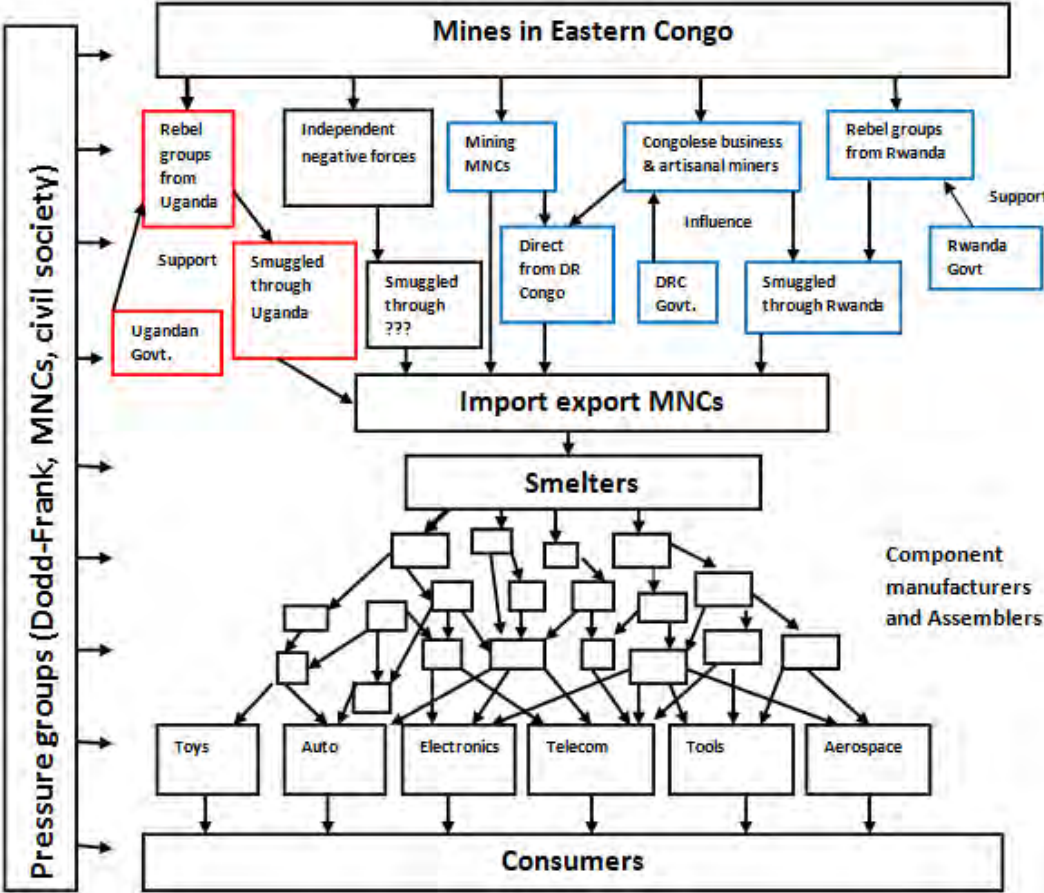 Pressure groups (Dodd-Frank, MNCs, civil society)
Mines in Eastern Congo
Rebel
groups
from
Uganda
Independent
negative forces
Mining
MNCs
Congolese business
& artisanal miners
Rebel groups
from Rwanda
Support
Influence
Support
Ugandan
Govt.
Smuggled
through
Uganda
Smuggled
through
???
Direct
from DR
Congo
DRC
Govt.
Smuggled
through Rwanda
Rwanda
Govt
Import export MNCs
Smelters
Component
manufacturers
and Assemblers
Toys
Auto
Electronics
Telecom
Tools
Aerospace
Consumers